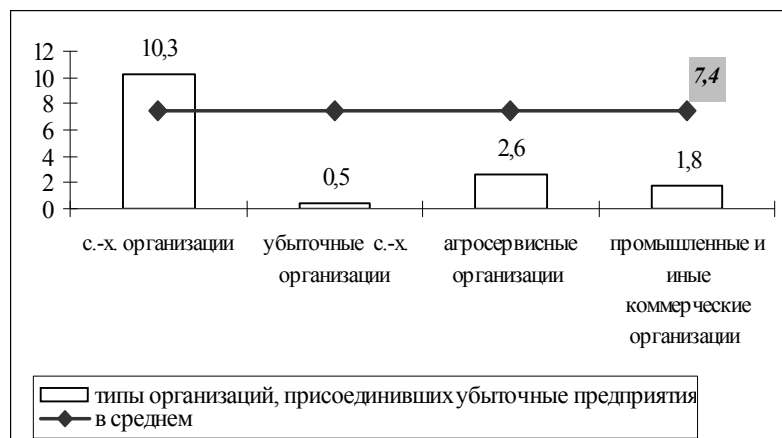 12
10
8
6
4
2
0
10,3
0,5
2,6
1,8
7,4
с.-х. организации
убыточные с.-х.
организации
агросервисные
организации
промышленные и
иные
коммерческие
организации
типы организаций, присоединивших убыточные предприятия
в среднем